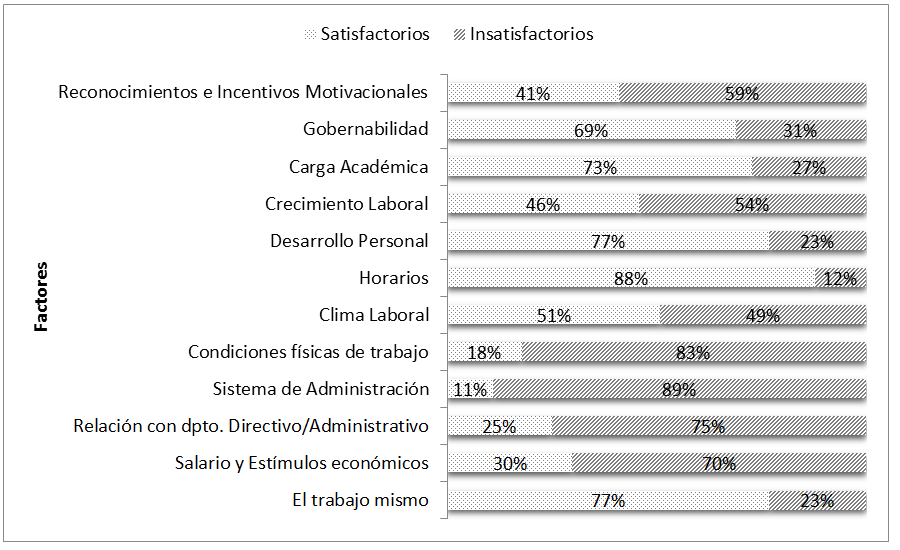 Satisfactorios Insatisfactorios
Reconocimientos e Incentivos Motivacionales 41% 59%
Gobernabilidad 69% 31%
Carga Académica 73% 27%
Crecimiento Laboral 46% 54%
Desarrollo Personal 77% 23%
Horarios 88% 12%
Clima Laboral 51% 49%
Condiciones físicas de trabajo 18% 83%
Sistema de Administración 11% 89%
Relación con dpto. Directivo/Administrativo 25% 75%
Salario y Estímulos económicos 30% 70%
El trabajo mismo 77% 23%
Factores